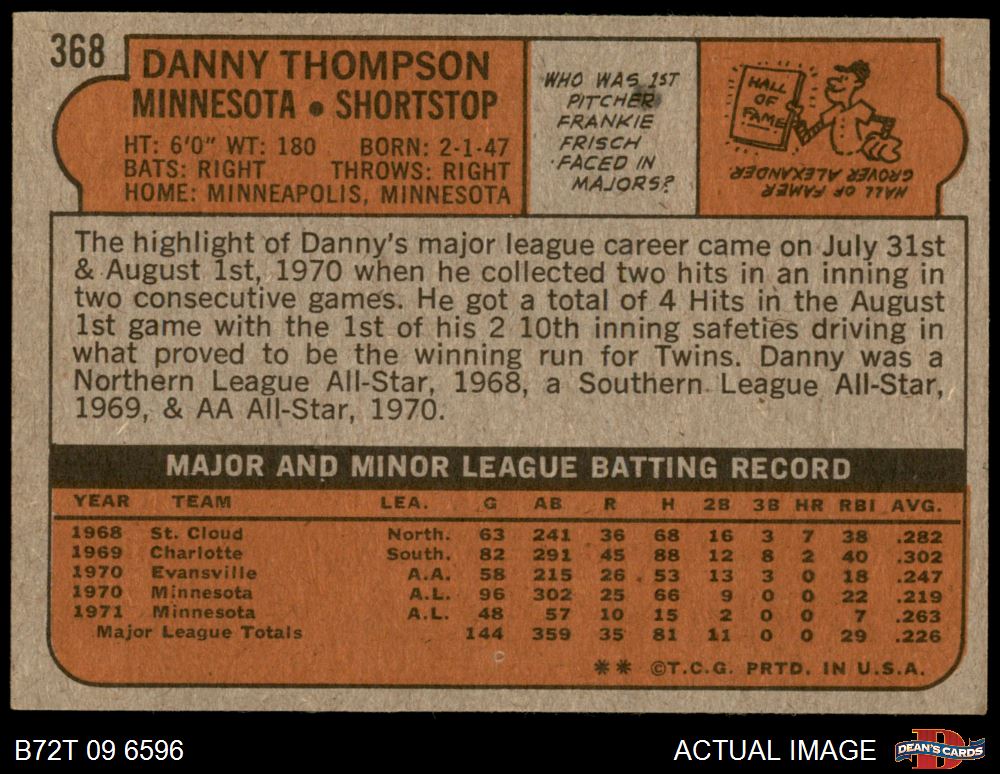 368
DANNY THOMPSON
MINNESOTA • SHORTSTOP
HT: 6'0" WT: 180 BORN: 2-1-47
BATS: RIGHT THROWS: RIGHT
HOME: MINNEAPOLIS, MINNESOTA
WHO WAS 1ST
PITCHER
FRANKIE
FRISCH
FACED IN
MAJORS?
HALL
OF
FAME
HALL OF FAMER
GROVER ALEXANDER
The highlight of Danny's major league career came on July 31st
& August 1st, 1970 when he collected two hits in an inning in
two consecutive games. He got a total of 4 Hits in the August
1st game with the 1st of his 2 10th inning safeties driving in
what proved to be the winning run for Twins. Danny was a
Northern League All-Star, 1968, a Southern League All-Star,
1969, & AA All-Star, 1970.
MAJOR AND MINOR LEAGUE BATTING RECORD
YEAR TEAM LEA. G AB R H 2B 3B HR RBI AVG.
1968 St. Cloud North. 63 241 36 68 16 3 7 38 .282
1969 Charlotte South. 82 291 45 88 12 8 2 40 .302
1970 Evansville A.A. 58 215 26 53 13 3 0 18 .247
1970 Minnesota A.L. 96 302 25 66 9 0 0 22 .219
1971 Minnesota A.L. 48 57 10 15 2 0 0 7 .263
Major League Totals 144 359 35 81 11 0 0 29 .226
** ©T.C.G. PRTD. IN U.S.A.
B72T 09 6596
ACTUAL IMAGE
DEAN'S CARDS